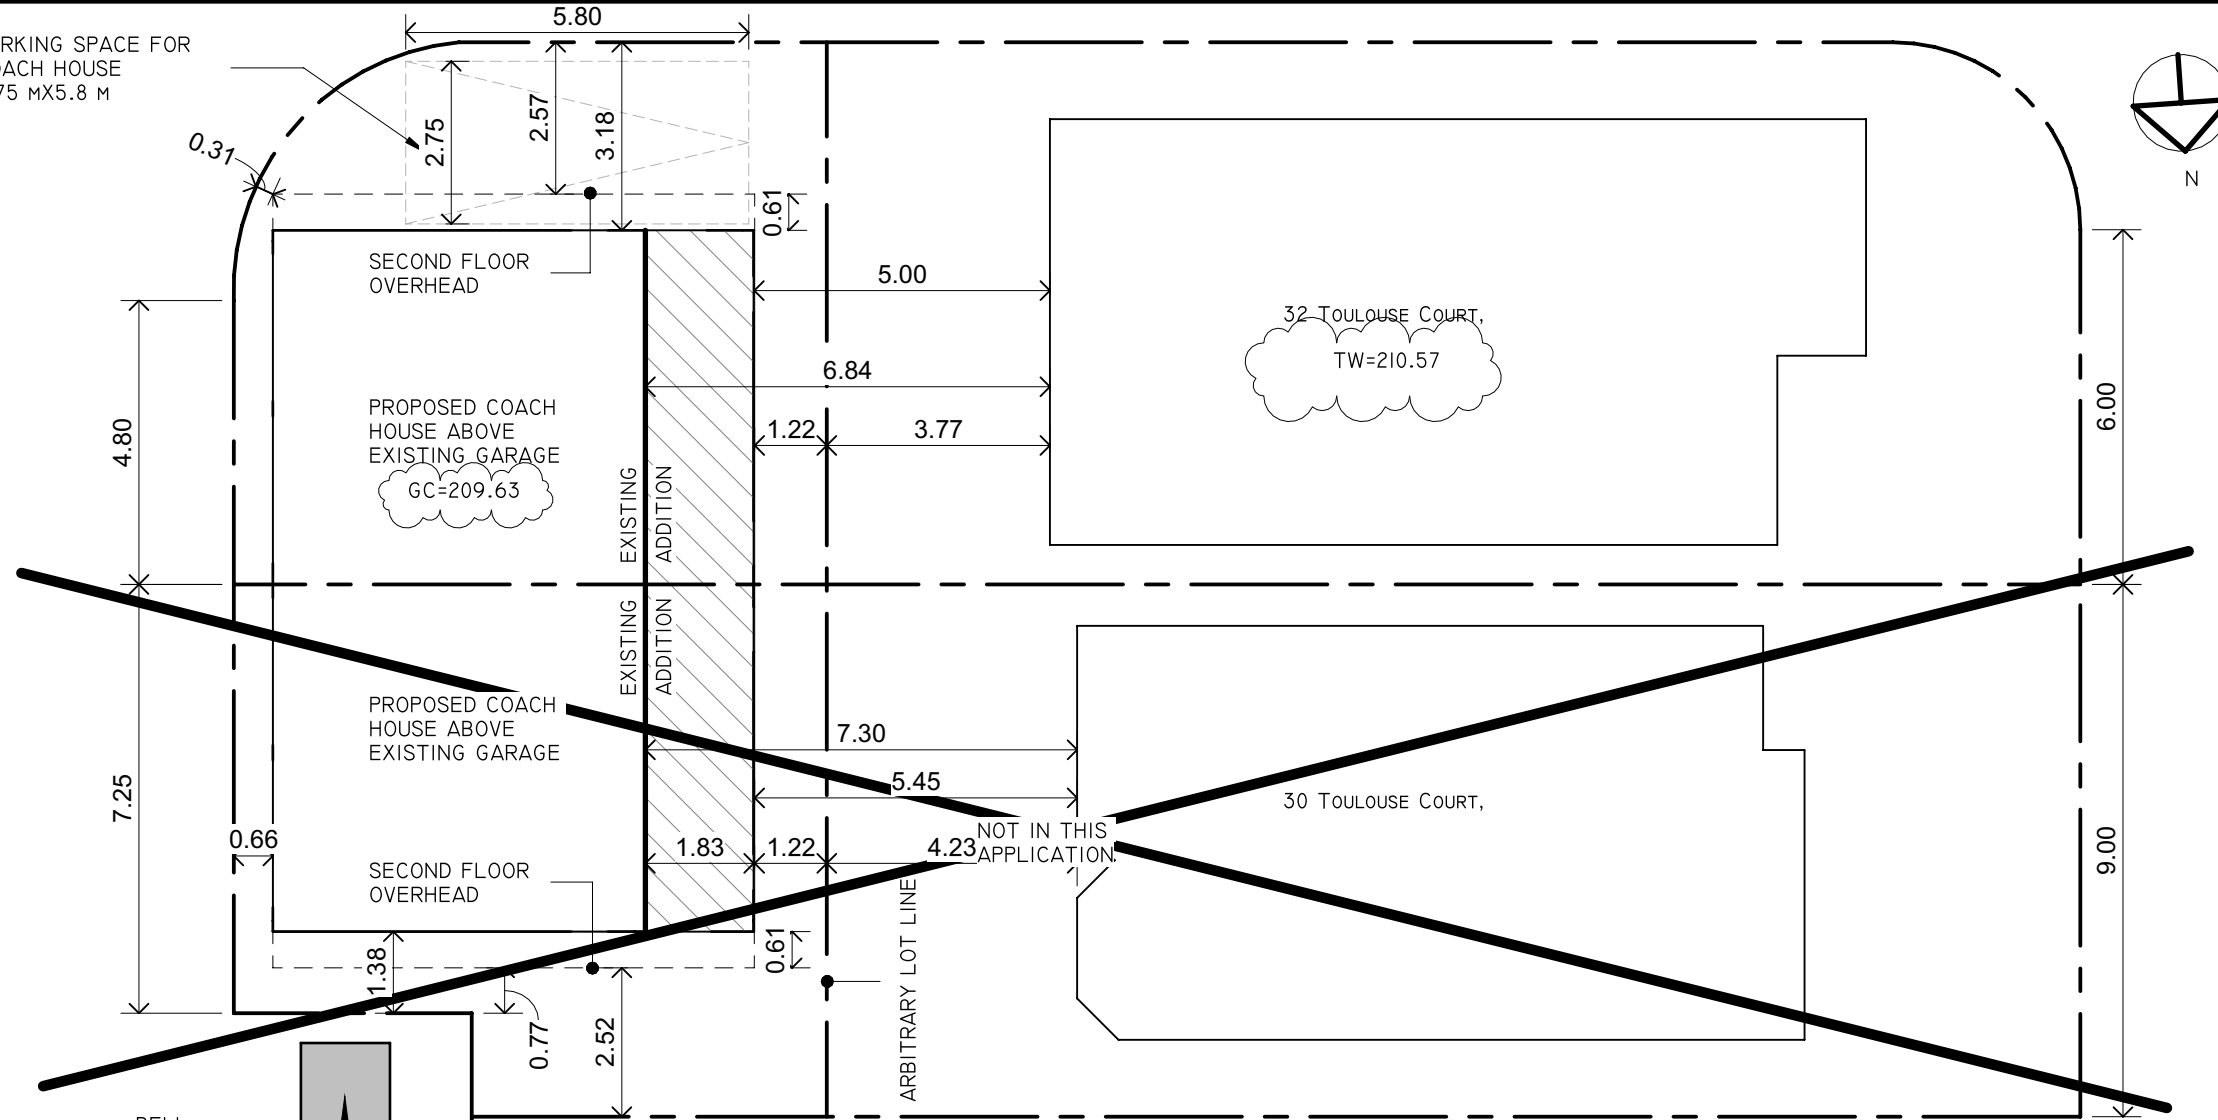 5.80
RKING SPACE FOR
OACH HOUSE
75 MX5.8 M
0.31
2.75
2.57
3.18
0.61
N
SECOND FLOOR
OVERHEAD
5.00
32 TOULOUSE COURT,
TW=210.57
6.84
1.22
3.77
6.00
4.80
PROPOSED COACH
HOUSE ABOVE
EXISTING GARAGE
GC=209.63
EXISTING
ADDITION
EXISTING
ADDITION
PROPOSED COACH
HOUSE ABOVE
EXISTING GARAGE
7.30
5.45
30 TOULOUSE COURT,
7.25
0.66
1.83
1.22
4.23
NOT IN THIS
APPLICATION
9.00
SECOND FLOOR
OVERHEAD
1.38
0.77
2.52
0.61
ARBITRARY LOT LINE